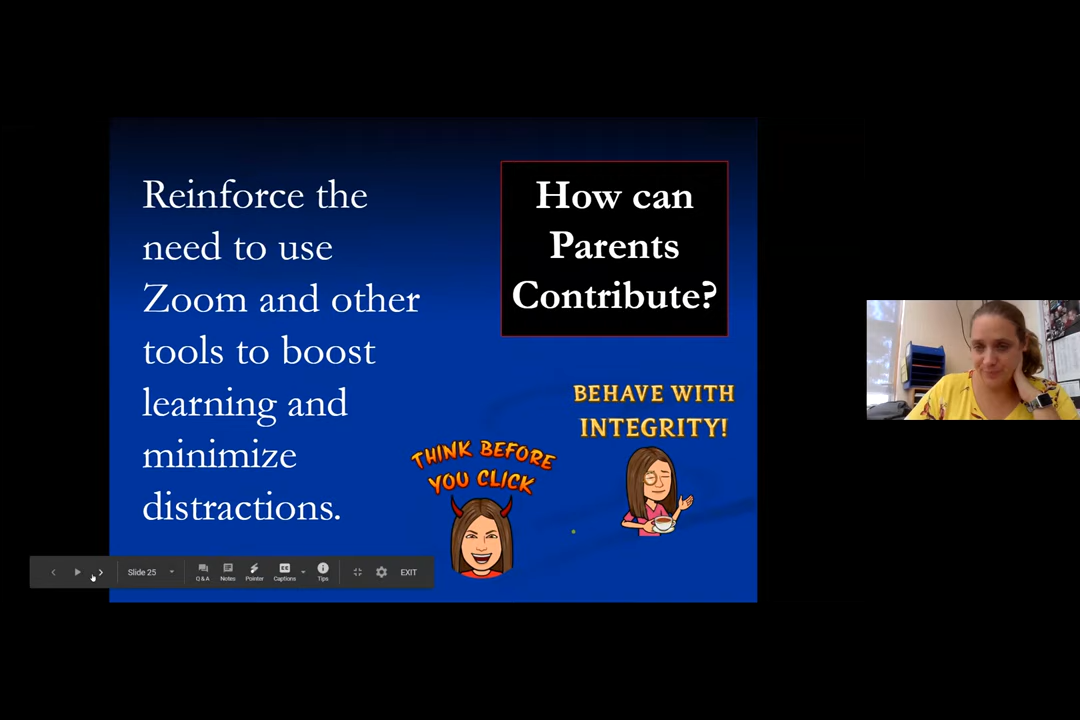 Reinforce the
need to use
Zoom and other
tools to boost
learning and
minimize
distractions.
How can
Parents
Contribute?
BEHAVE WITH
INTEGRITY!
THINK BEFORE
YOU CLICK
Slide 25
Q&A
Notes
Pointer
Captions
Tips
EXIT